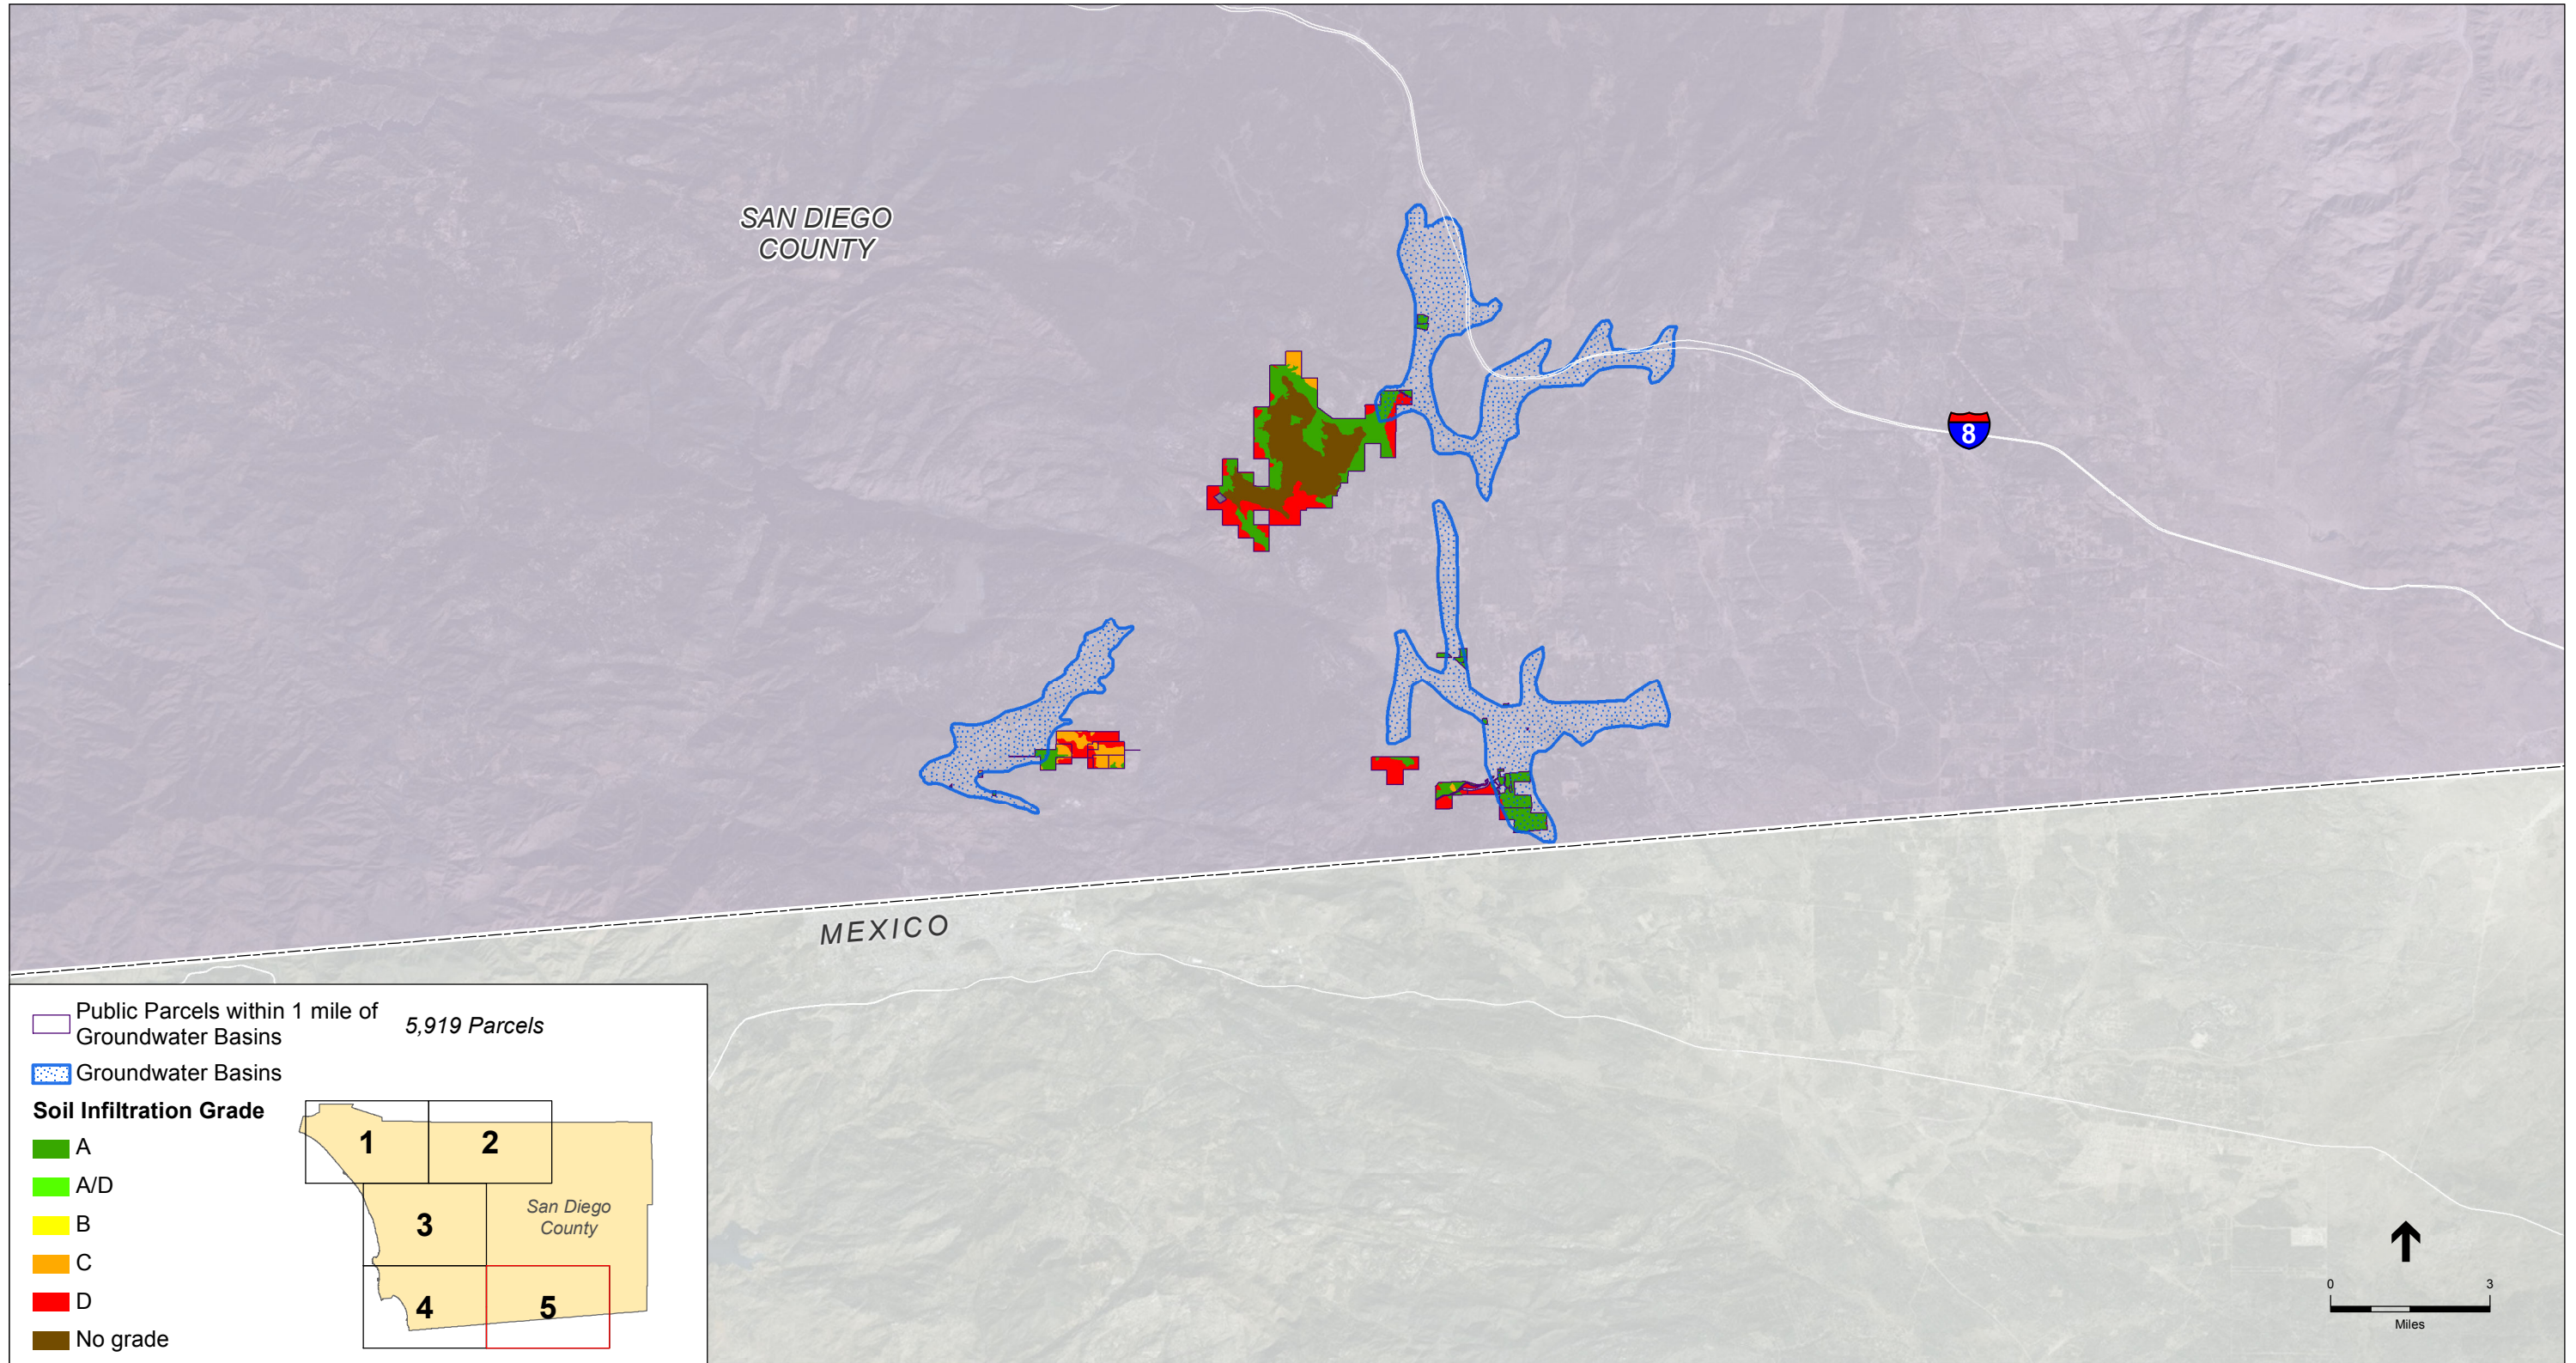 SAN DIEGO
COUNTY
8
MEXICO
Public Parcels within 1 mile of
Groundwater Basins
5,919 Parcels
Groundwater Basins
Soil Infiltration Grade
A
A/D
B
C
D
No grade
1
2
3
San Diego
County
4
5
0 3
Miles